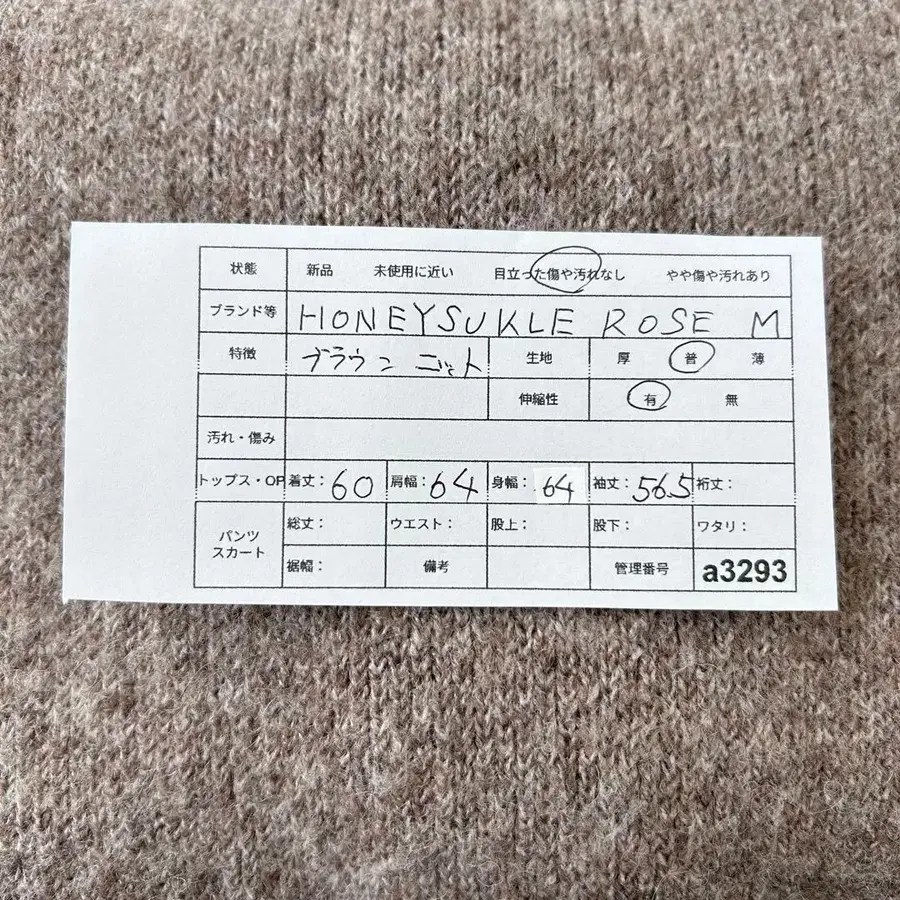 状態 新品 未使用に近い 目立った傷や汚れなし やや傷や汚れあり
ブランド等 HONEYSUKLE ROSE M
特徴 ブラウン ニット 生地 厚 普 薄
伸縮性 有 無
汚れ・傷み
トップス・OP 着丈：60 肩幅：64 身幅：64 袖丈：56.5 裄丈：
パンツ スカート 総丈： ウエスト： 股上： 股下： ワタリ：
裾幅： 備考 管理番号 a3293